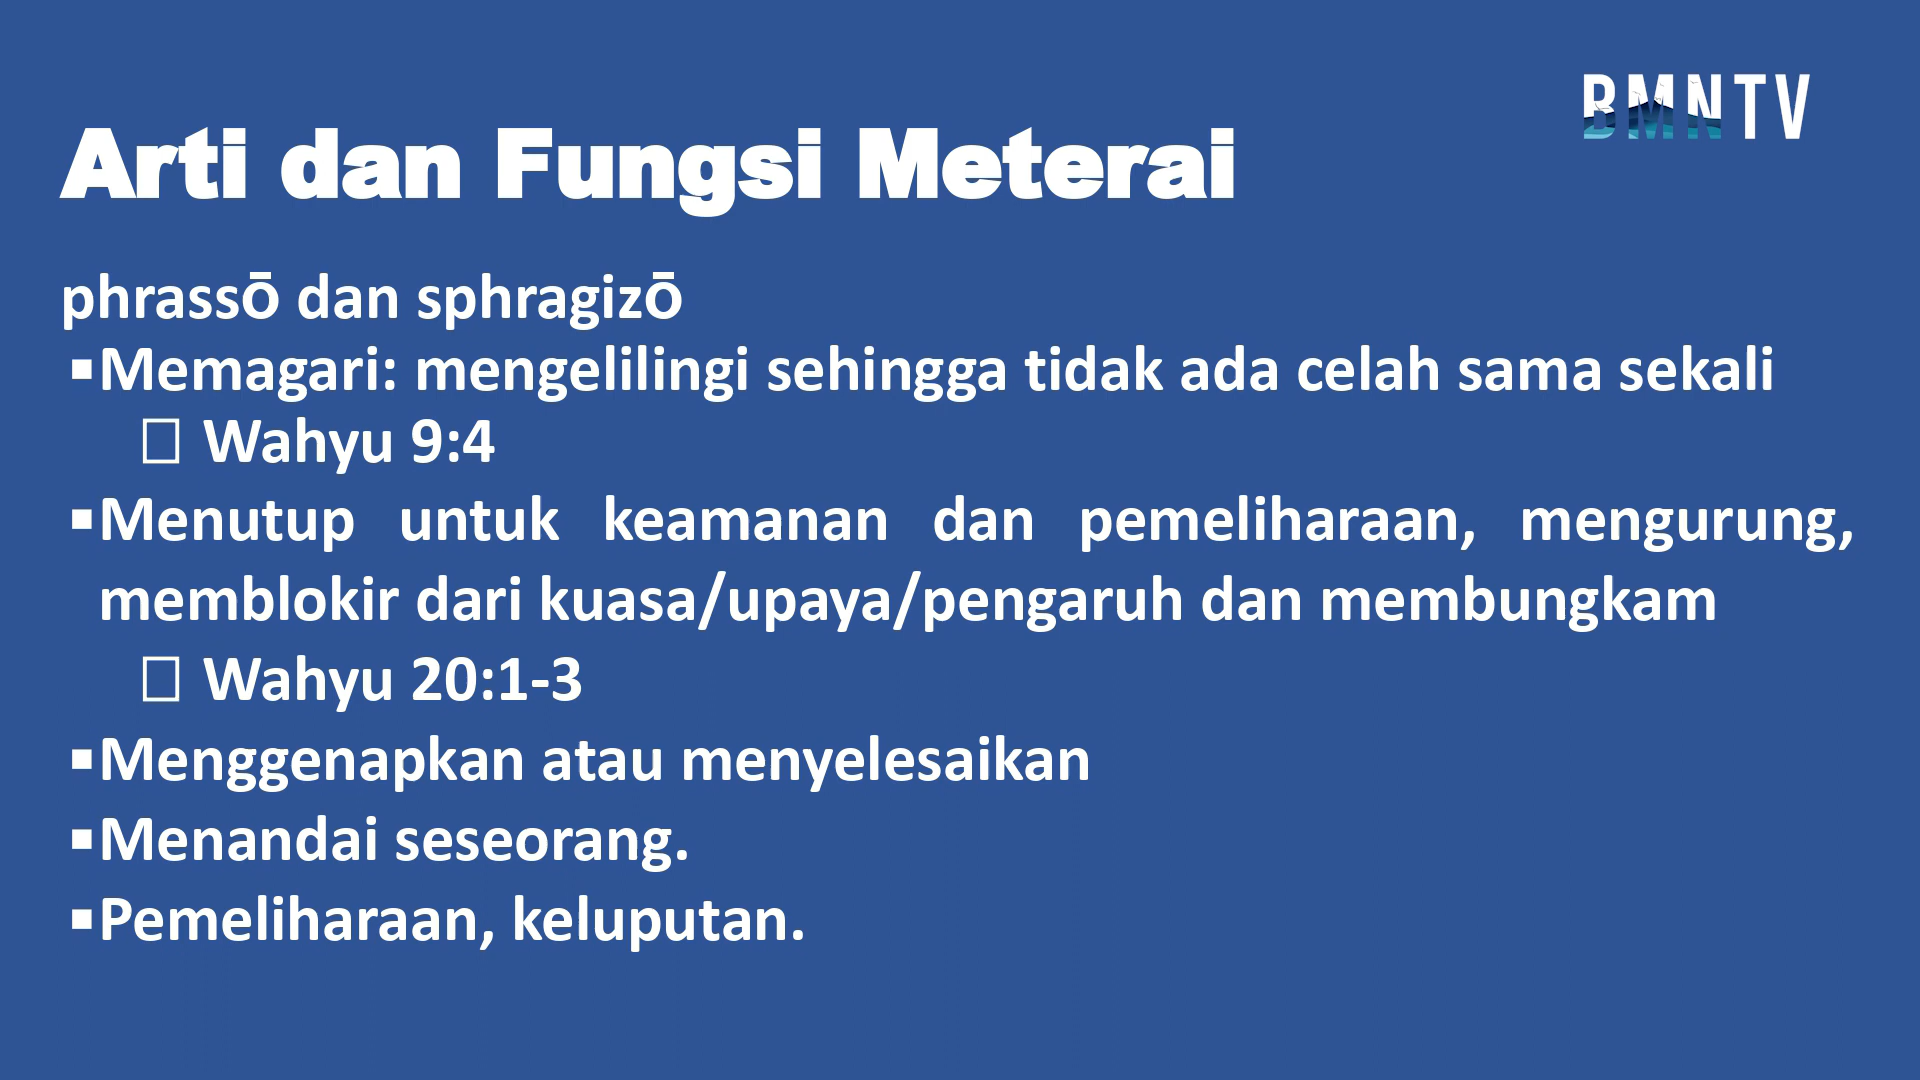 BMNTV
Arti dan Fungsi Meterai
phrassō dan sphragizō
▪Memagari: mengelilingi sehingga tidak ada celah sama sekali
□ Wahyu 9:4
▪Menutup untuk keamanan dan pemeliharaan, mengurung,
memblokir dari kuasa/upaya/pengaruh dan membungkam
□ Wahyu 20:1-3
▪Menggenapkan atau menyelesaikan
▪Menandai seseorang.
▪Pemeliharaan, keluputan.